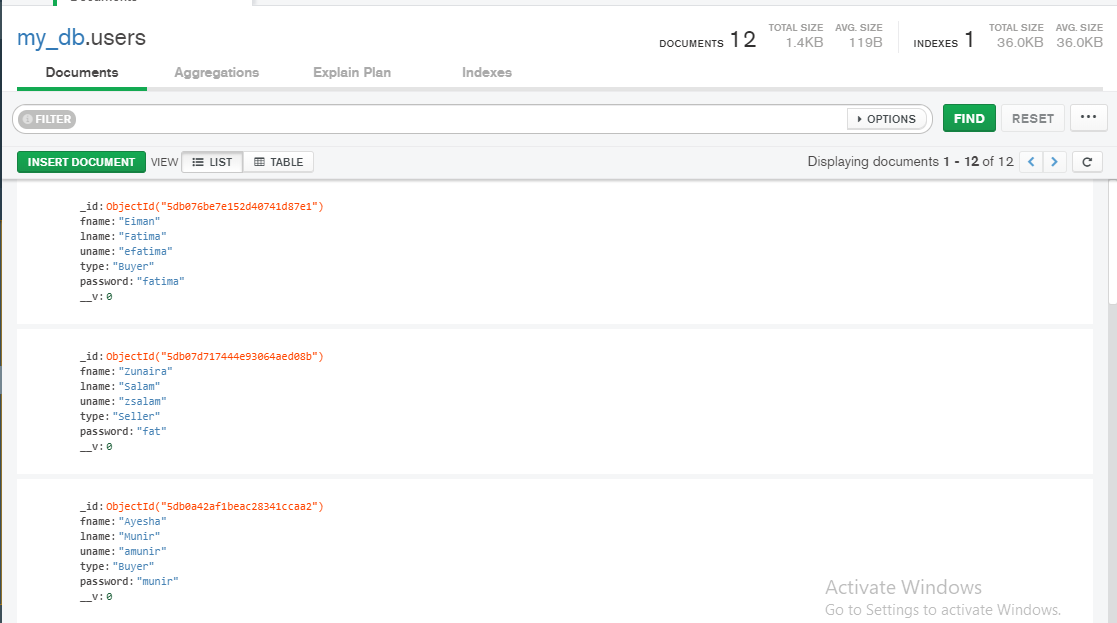 my_db.users
DOCUMENTS 12 TOTAL SIZE 1.4KB AVG. SIZE 119B INDEXES 1 TOTAL SIZE 36.0KB AVG. SIZE 36.0KB
Documents Aggregations Explain Plan Indexes
FILTER OPTIONS FIND RESET ...
INSERT DOCUMENT VIEW LIST TABLE Displaying documents 1 - 12 of 12
_id: ObjectId("5db076be7e152d40741d87e1")
fname: "Eiman"
lname: "Fatima"
uname: "efatima"
type: "Buyer"
password: "fatima"
__v: 0
_id: ObjectId("5db07d717444e93064aed08b")
fname: "Zunaira"
lname: "Salam"
uname: "zsalam"
type: "Seller"
password: "fat"
__v: 0
_id: ObjectId("5db0a42af1beac28341ccaa2")
fname: "Ayesha"
lname: "Munir"
uname: "amunir"
type: "Buyer"
password: "munir"
__v: 0
Activate Windows
Go to Settings to activate Windows.